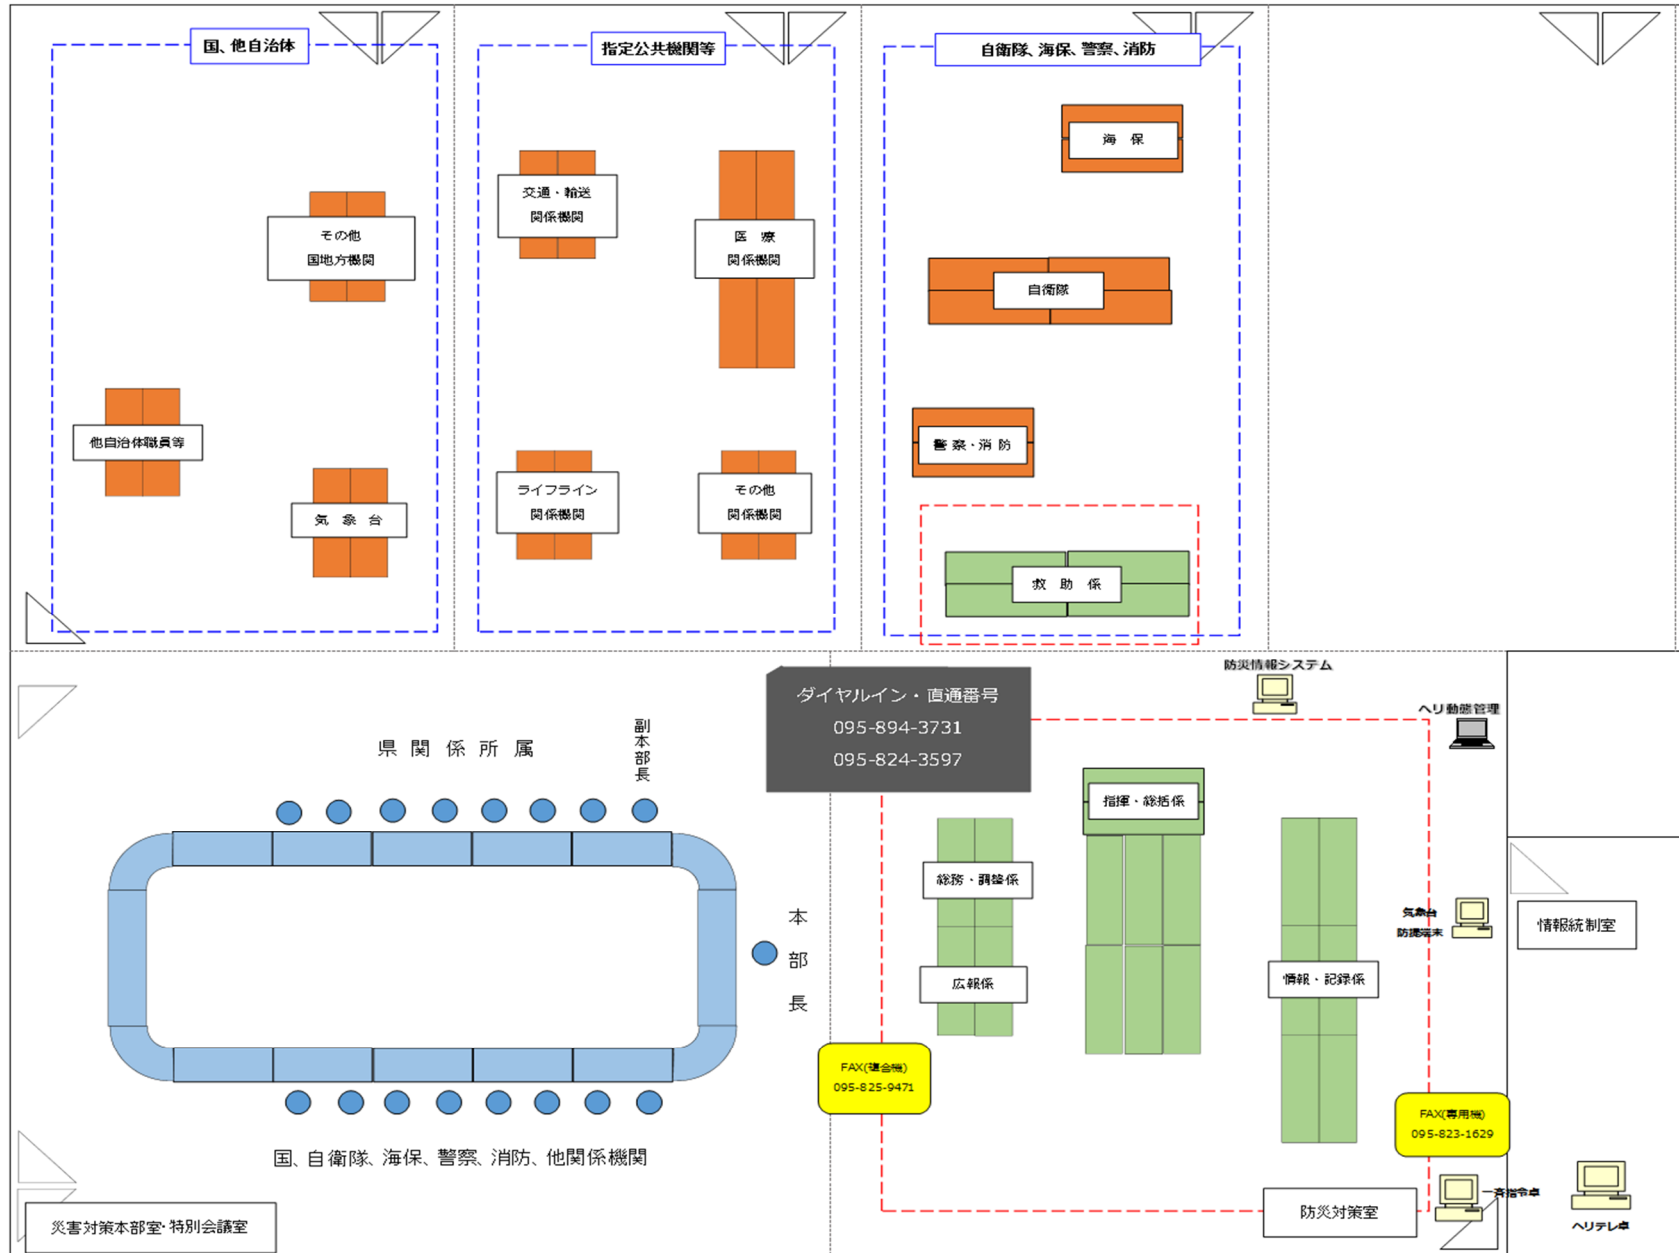 国、他自治体
指定公共機関等
自衛隊、海保、警察、消防
海 保
交通・輸送
関係機関
医 療
関係機関
その他
国地方機関
自衛隊
他自治体職員等
警察・消防
ライフライン
関係機関
その他
関係機関
気 象 台
救 助 係
防災情報システム
ダイヤルイン・直通番号
095-894-3731
095-824-3597
ヘリ動態管理
県 関 係 所 属
副本部長
指揮・総括係
総務・調整係
本部長
気象台
防提端末
情報統制室
広報係
情報・記録係
FAX(複合機)
095-825-9471
FAX(専用機)
095-823-1629
国、自衛隊、海保、警察、消防、他関係機関
災害対策本部室・特別会議室
防災対策室
一斉指令卓
ヘリテレ卓